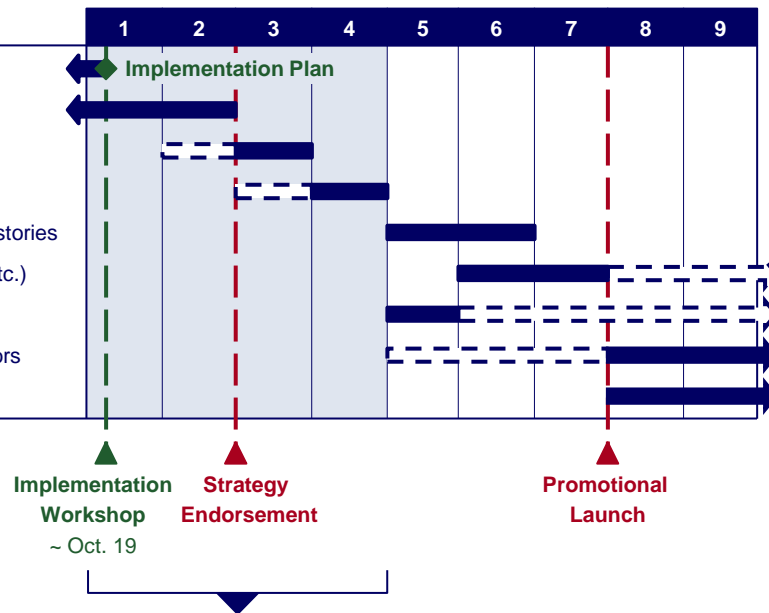 1 2 3 4 5 6 7 8 9
Implementation Plan
stories
tc.)
ors
Implementation
Workshop
~ Oct. 19
Strategy
Endorsement
Promotional
Launch